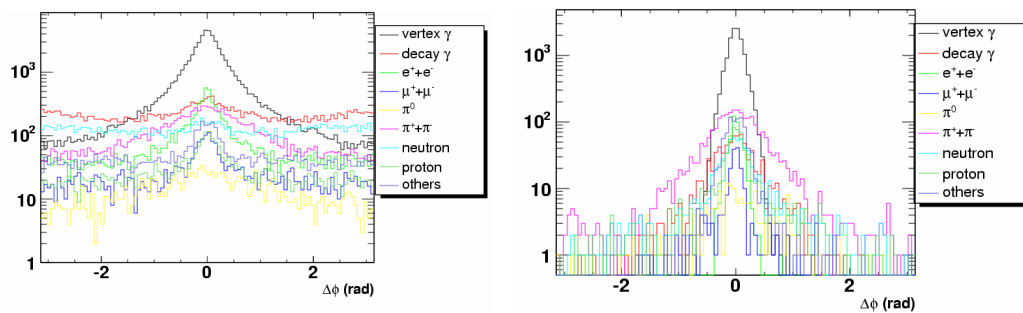 10³
10²
10
1
-2 0 2
Δϕ (rad)
vertex γ
decay γ
e⁺+e⁻
μ⁺+μ⁻
π⁰
π⁺+π⁻
neutron
proton
others
10³
10²
10
1
-2 0 2
Δϕ (rad)
vertex γ
decay γ
e⁺+e⁻
μ⁺+μ⁻
π⁰
π⁺+π⁻
neutron
proton
others